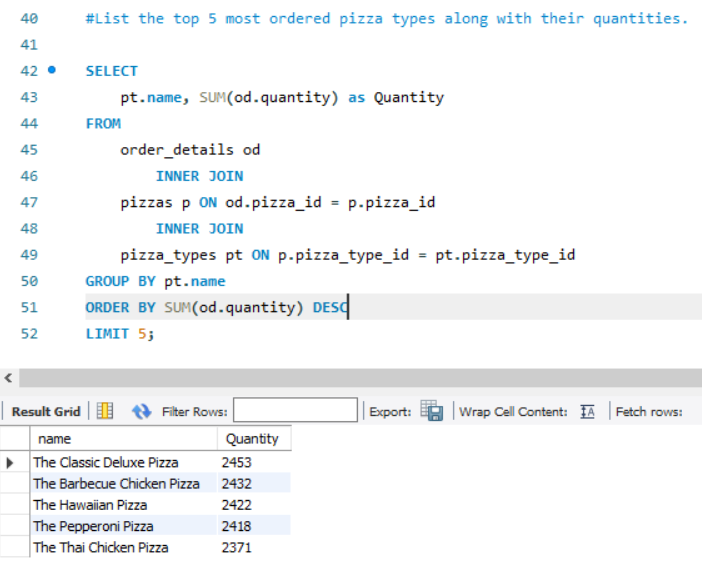 40 #List the top 5 most ordered pizza types along with their quantities.
41
42 SELECT
43 pt.name, SUM(od.quantity) as Quantity
44 FROM
45 order_details od
46 INNER JOIN
47 pizzas p ON od.pizza_id = p.pizza_id
48 INNER JOIN
49 pizza_types pt ON p.pizza_type_id = pt.pizza_type_id
50 GROUP BY pt.name
51 ORDER BY SUM(od.quantity) DESC
52 LIMIT 5;
Result Grid Filter Rows: Export: Wrap Cell Content: Fetch rows:
name Quantity
The Classic Deluxe Pizza 2453
The Barbecue Chicken Pizza 2432
The Hawaiian Pizza 2422
The Pepperoni Pizza 2418
The Thai Chicken Pizza 2371